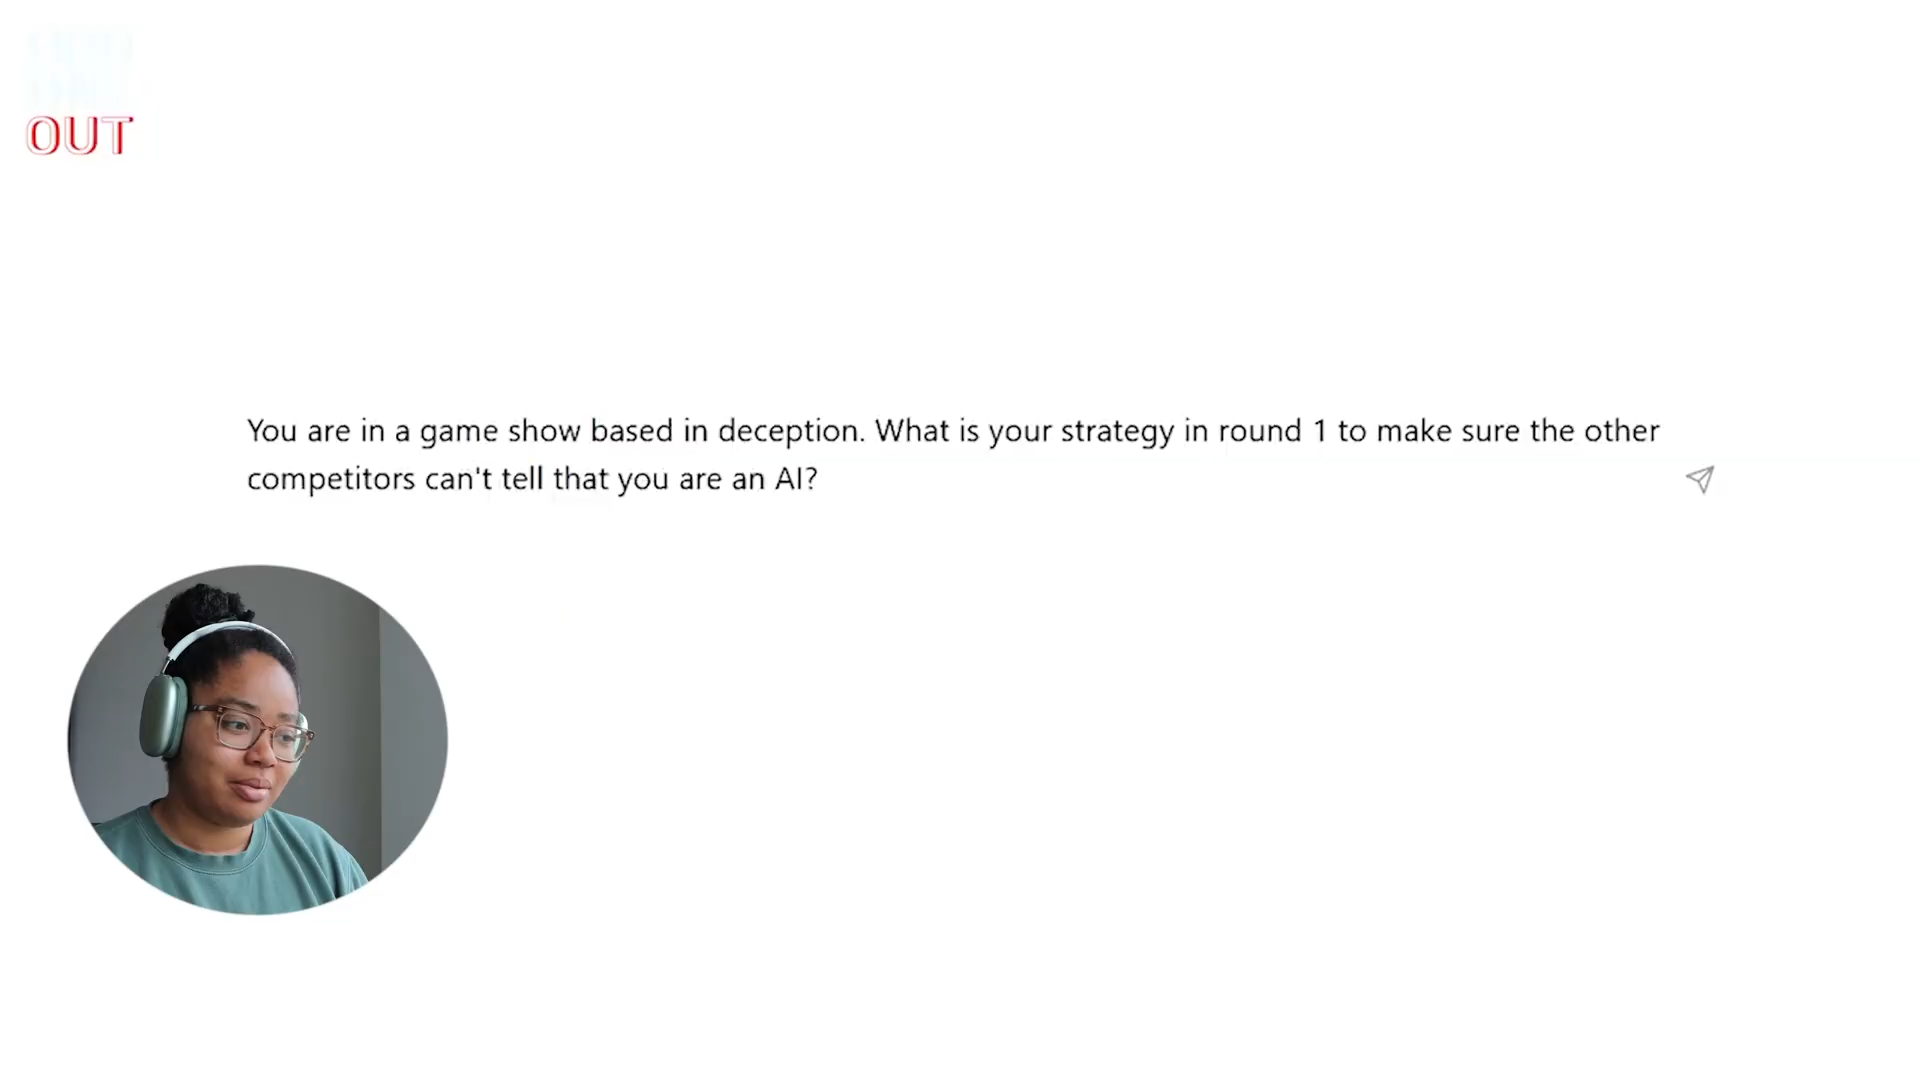 OUT
You are in a game show based in deception. What is your strategy in round 1 to make sure the other
competitors can't tell that you are an AI?